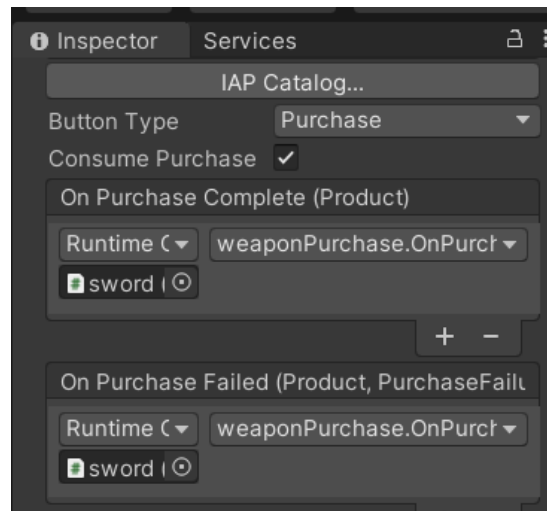 Inspector Services
IAP Catalog...
Button Type Purchase
Consume Purchase
On Purchase Complete (Product)
Runtime weaponPurchase.OnPurch
sword (
+ -
On Purchase Failed (Product, PurchaseFailu
Runtime weaponPurchase.OnPurch
sword (